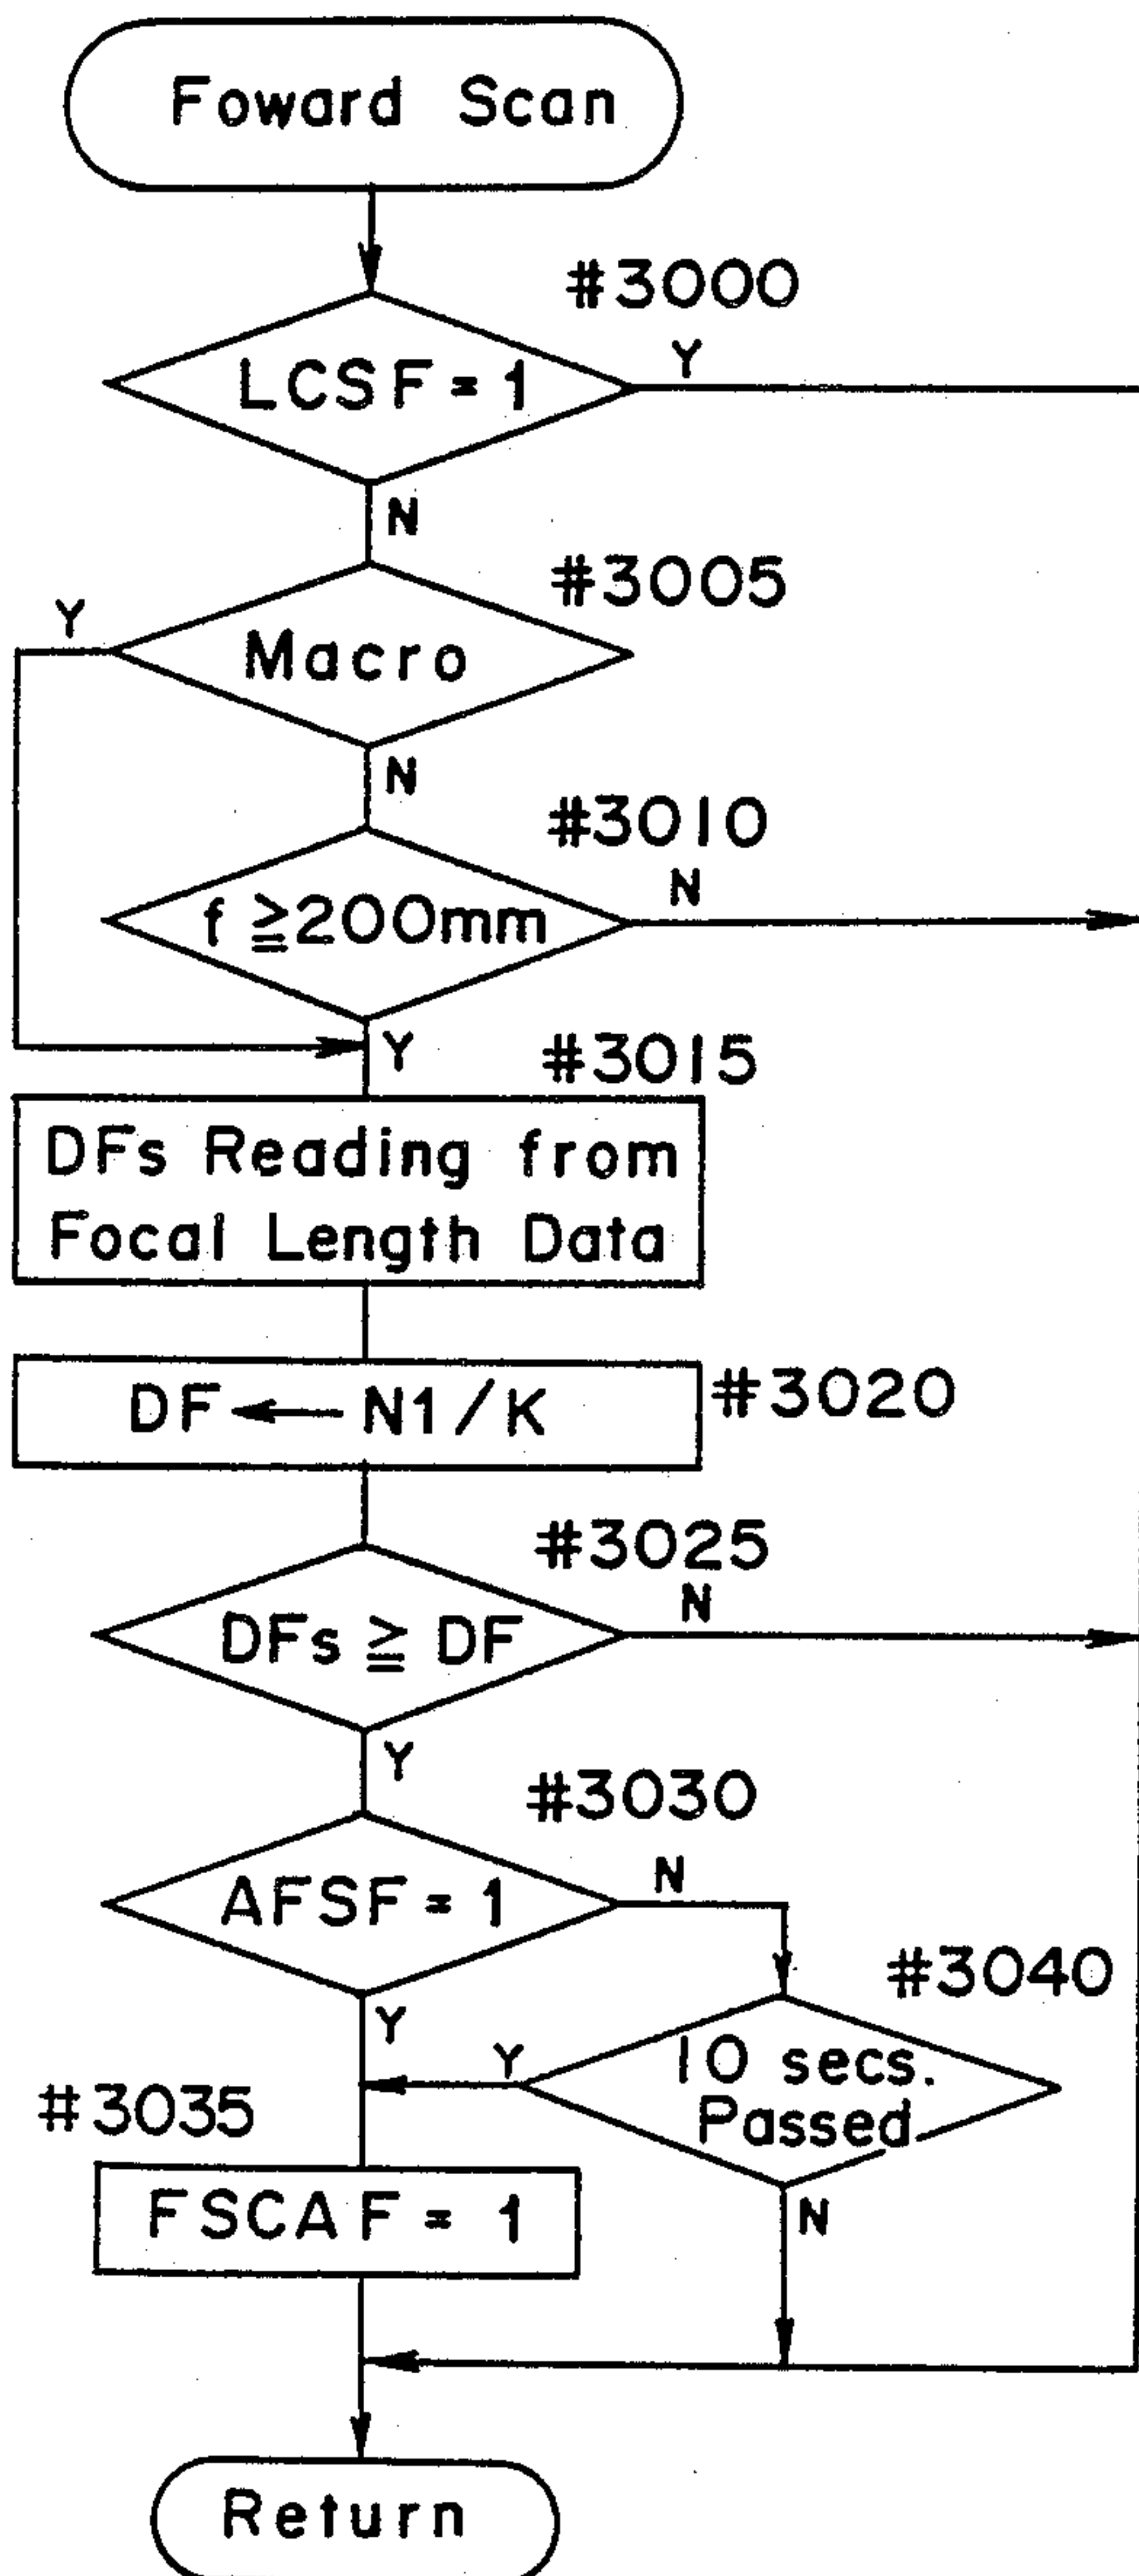 Foward Scan
#3000
LCSF = 1
Y
N
#3005
Y
Macro
N
#3010
N
f ≧ 200mm
Y
#3015
DFs Reading from
Focal Length Data
DF ← N1/K
#3020
#3025
N
DFs ≧ DF
Y
#3030
N
AFSF = 1
#3040
Y
Y
10 secs.
Passed
#3035
FSCAF = 1
N
Return